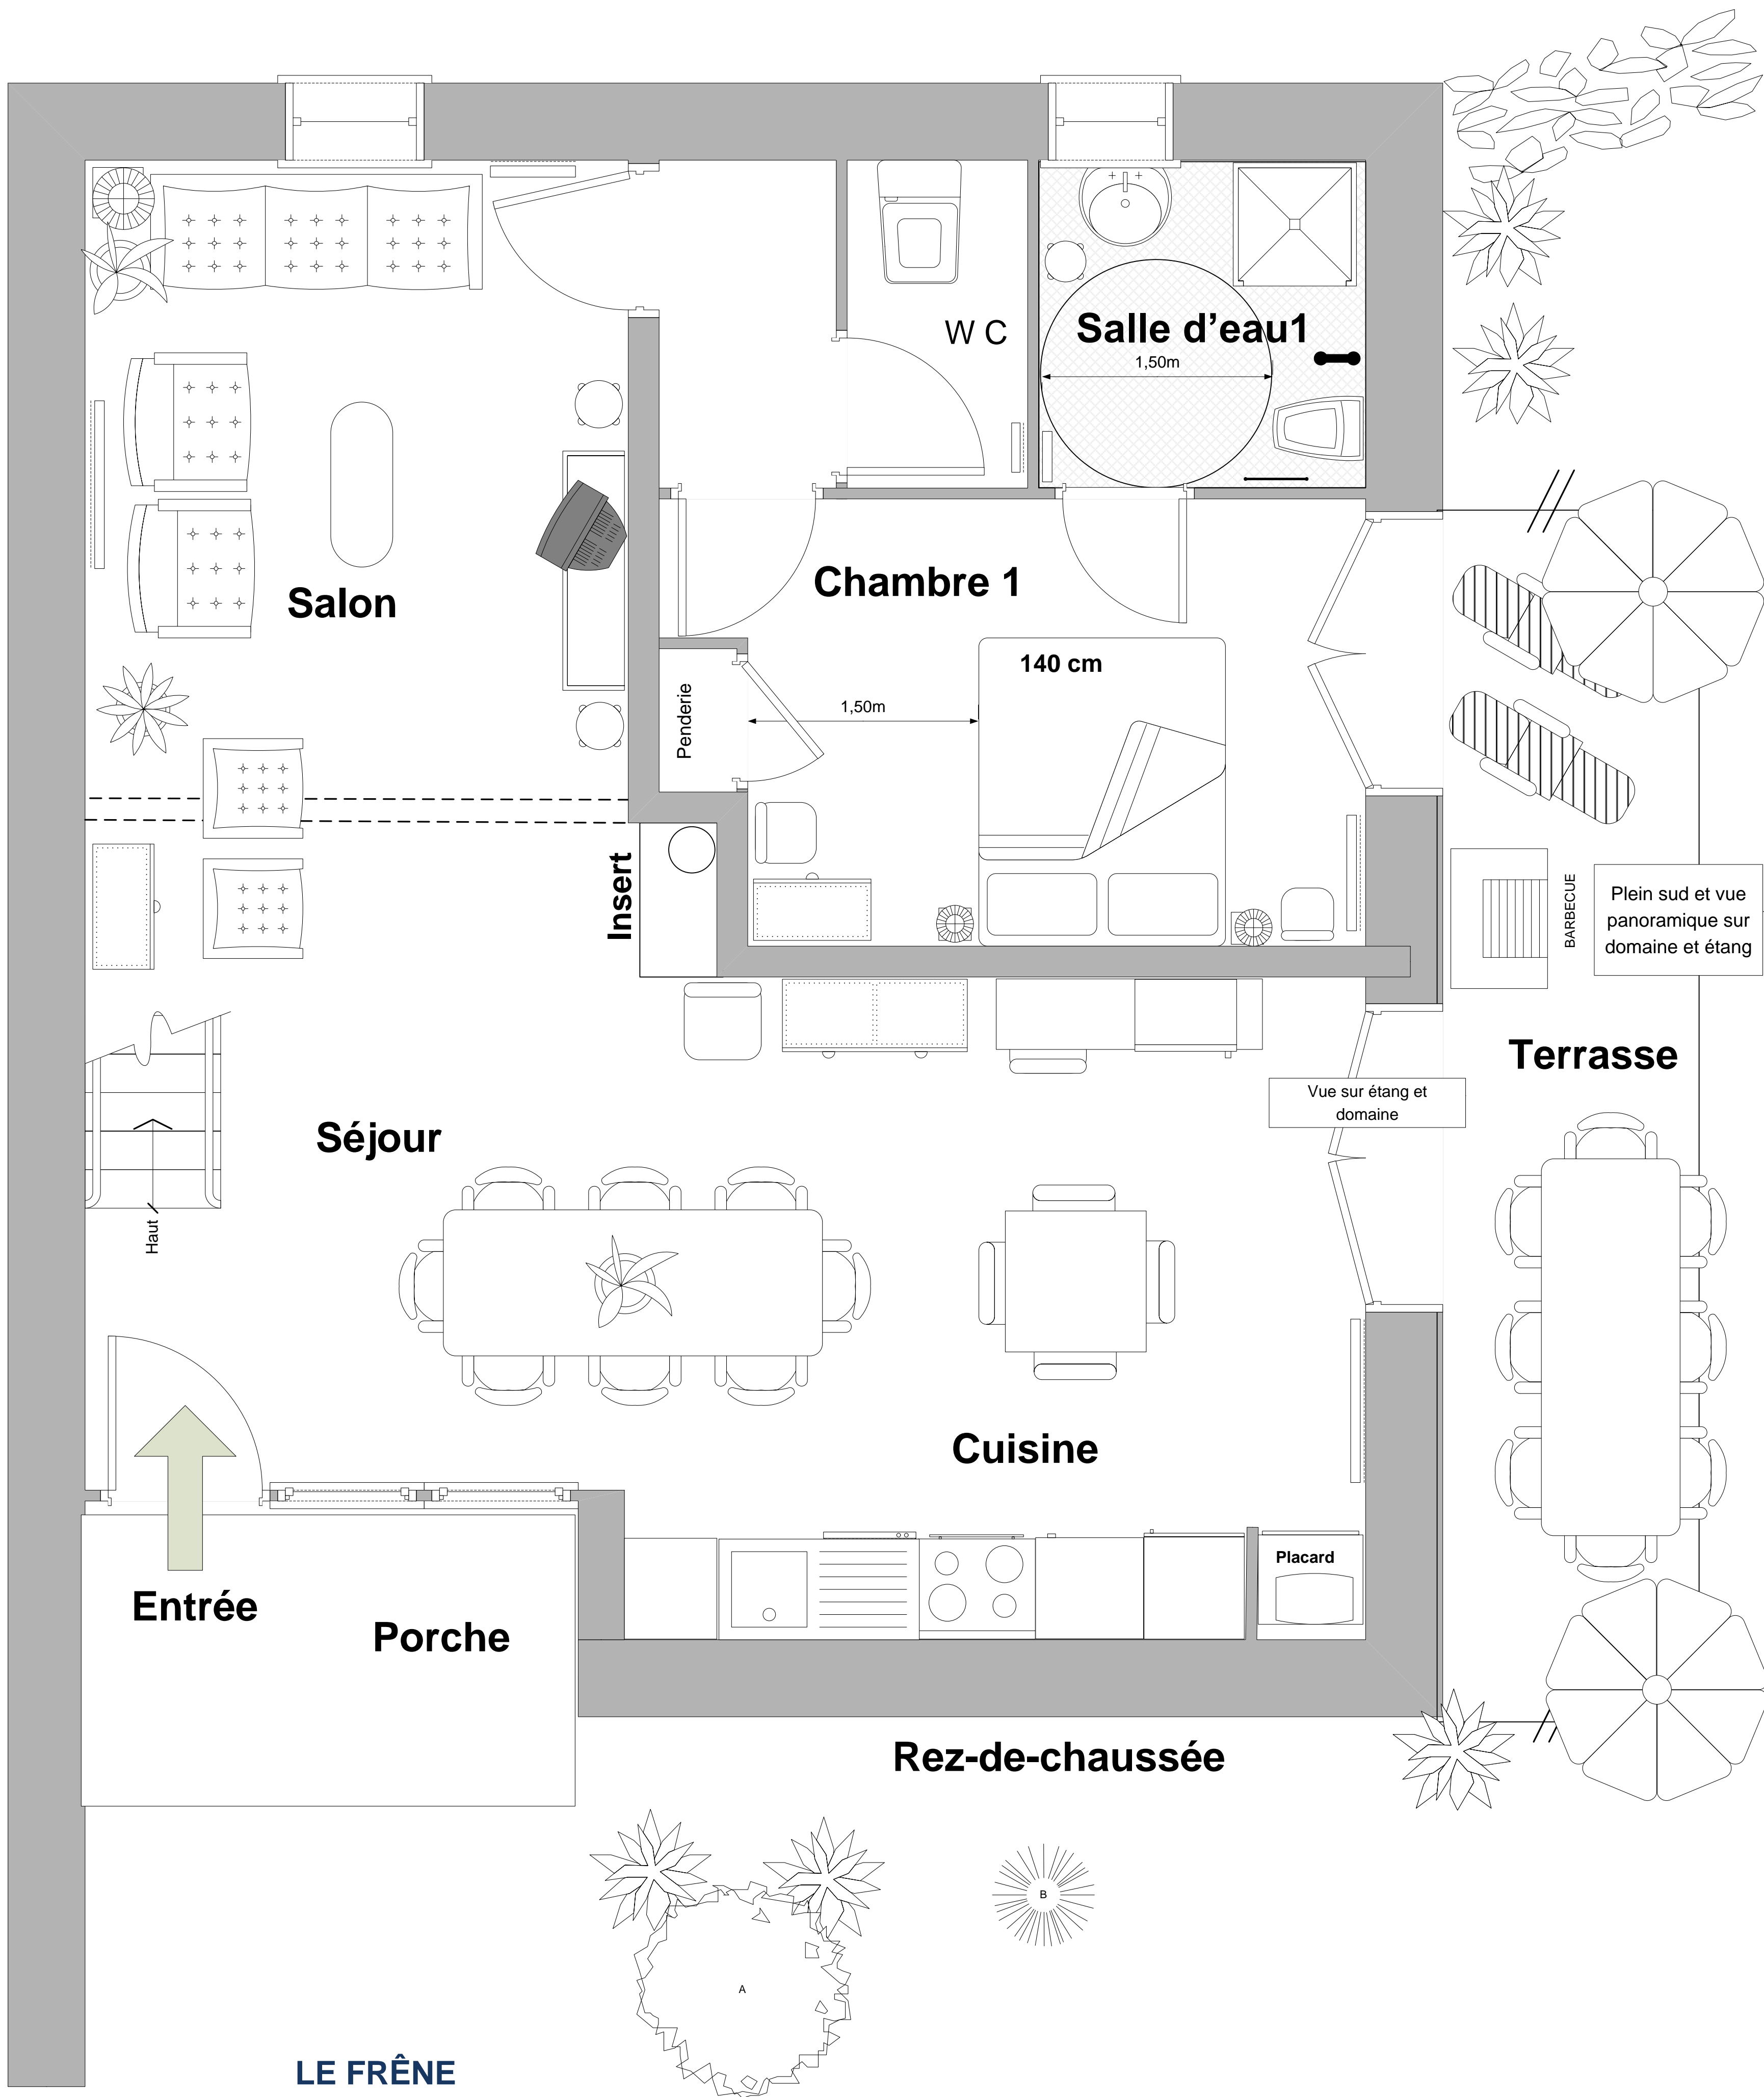 W C
Salle d’eau1
1,50m
Salon
Chambre 1
140 cm
Penderie
1,50m
Insert
BARBECUE
Plein sud et vue
panoramique sur
domaine et étang
Terrasse
Vue sur étang et
domaine
Séjour
Haut
Cuisine
Placard
Entrée
Porche
Rez-de-chaussée
B
A
LE FRÊNE